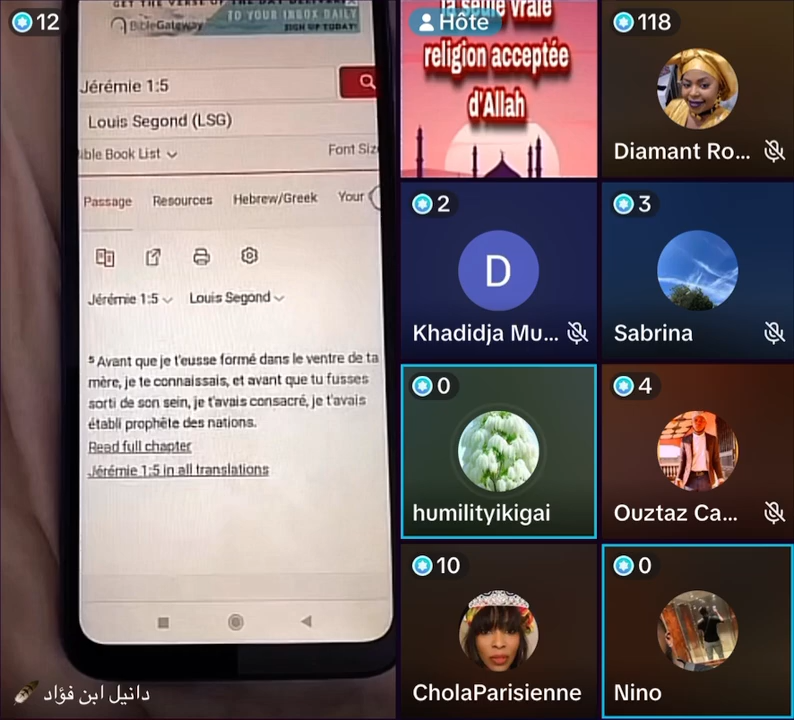 12
GET THE VERSE OF THE DAY DELIVERED
TO YOUR INBOX DAILY
BibleGateway
SIGN UP TODAY!
Jérémie 1:5
Louis Segond (LSG)
ible Book List
Font Siz
Passage
Resources
Hebrew/Greek
Your
Jérémie 1:5
Louis Segond
⁵ Avant que je t'eusse formé dans le ventre de ta
mère, je te connaissais, et avant que tu fusses
sorti de son sein, je t'avais consacré, je t'avais
établi prophète des nations.
Read full chapter
Jérémie 1:5 in all translations
دانيل ابن فؤاد
Hôte
la seule vraie
religion acceptée
d'Allah
118
Diamant Ro...
2
D
Khadidja Mu...
3
Sabrina
0
humilityikigai
4
Ouztaz Ca...
10
CholaParisienne
0
Nino